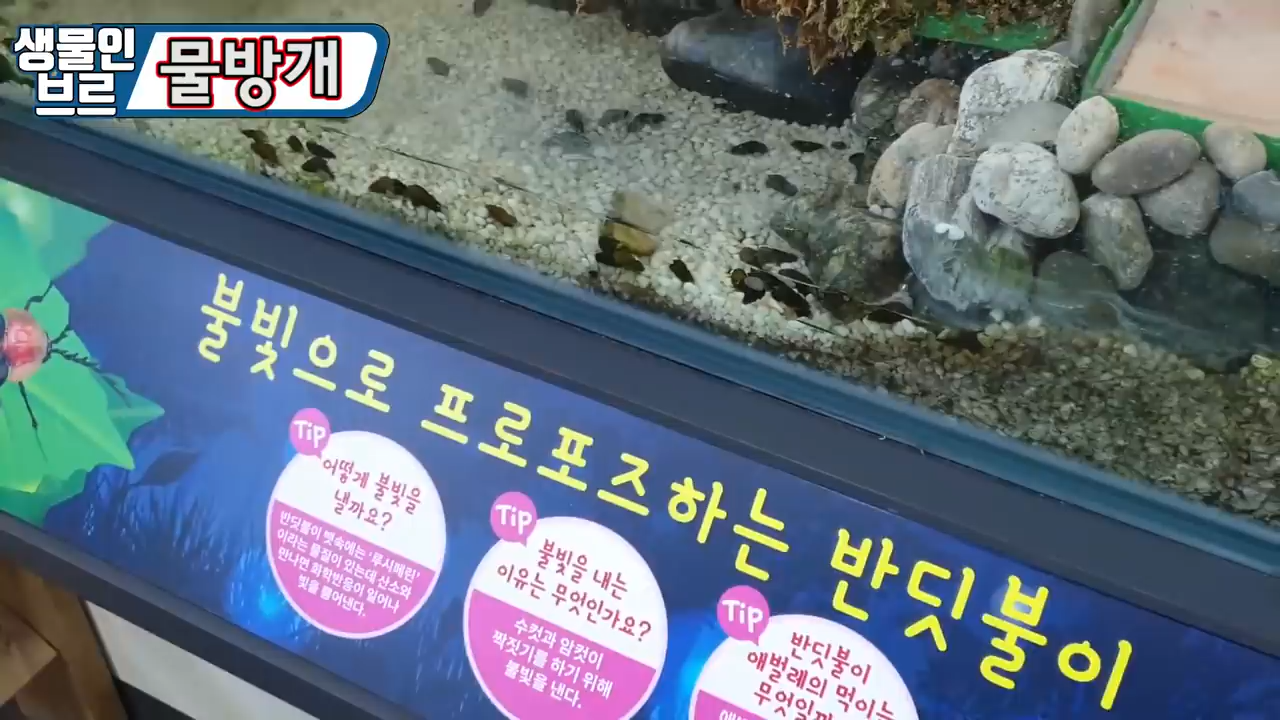 생물인
브르
물방개
불빛으로 프로포즈하는 반딧불이
TiP
어떻게 불빛을
낼까요?
반딧불이 뱃속에는 '루시페린'
이라는 물질이 있는데 산소와
만나면 화학반응이 일어나
빛을 뿜어낸다.
TiP
불빛을 내는
이유는 무엇인가요?
수컷과 암컷이
짝짓기를 하기 위해
불빛을 낸다.
TiP
반딧불이
애벌레의 먹이는